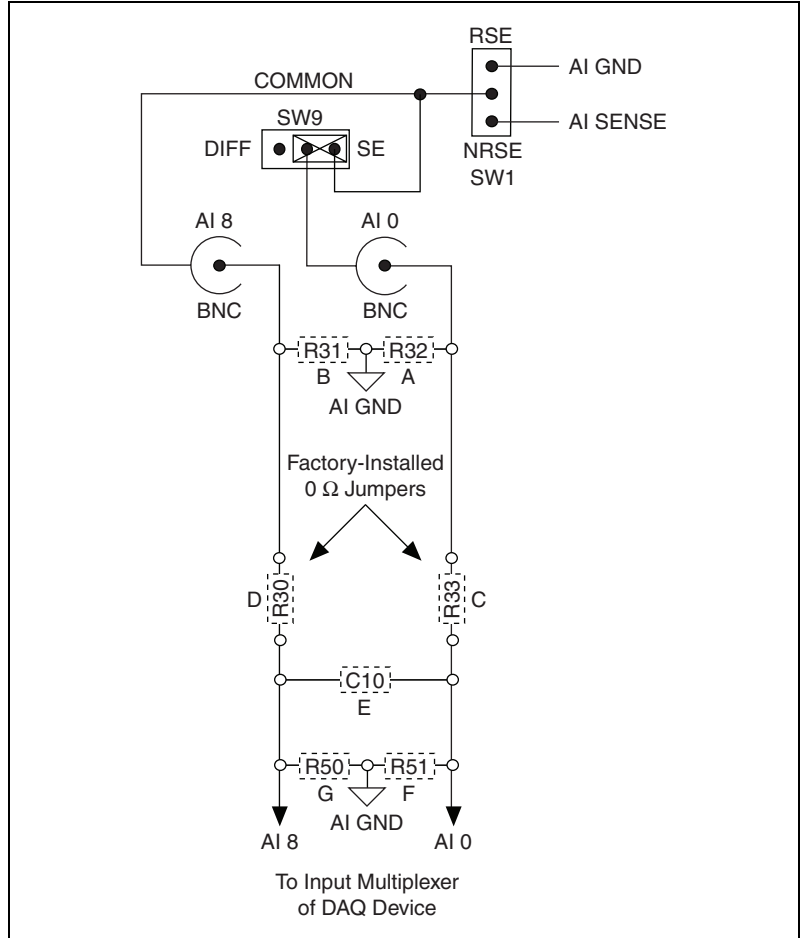 RSE
AI GND
COMMON
SW9
AI SENSE
DIFF
SE
NRSE
SW1
AI 8
AI 0
BNC
BNC
R31
R32
B
A
AI GND
Factory-Installed
0 Ω Jumpers
D
R30
R33
C
C10
E
R50
R51
G
F
AI GND
AI 8
AI 0
To Input Multiplexer
of DAQ Device